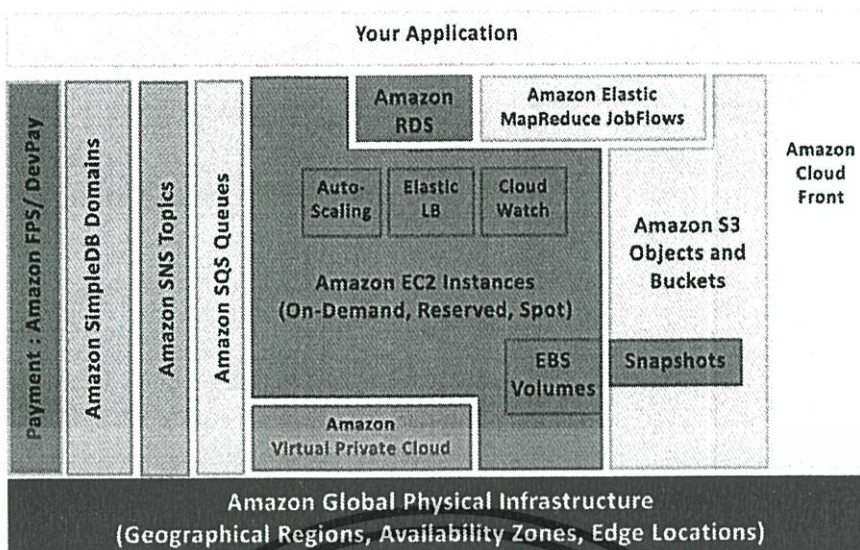 Your Application
Payment : Amazon FPS/ DevPay
Amazon SimpleDB Domains
Amazon SNS Topics
Amazon SQS Queues
Amazon
RDS
Amazon Elastic
MapReduce JobFlows
Auto-
Scaling
Elastic
LB
Cloud
Watch
Amazon EC2 Instances
(On-Demand, Reserved, Spot)
EBS
Volumes
Snapshots
Amazon S3
Objects and
Buckets
Amazon
Cloud
Front
Amazon
Virtual Private Cloud
Amazon Global Physical Infrastructure
(Geographical Regions, Availability Zones, Edge Locations)